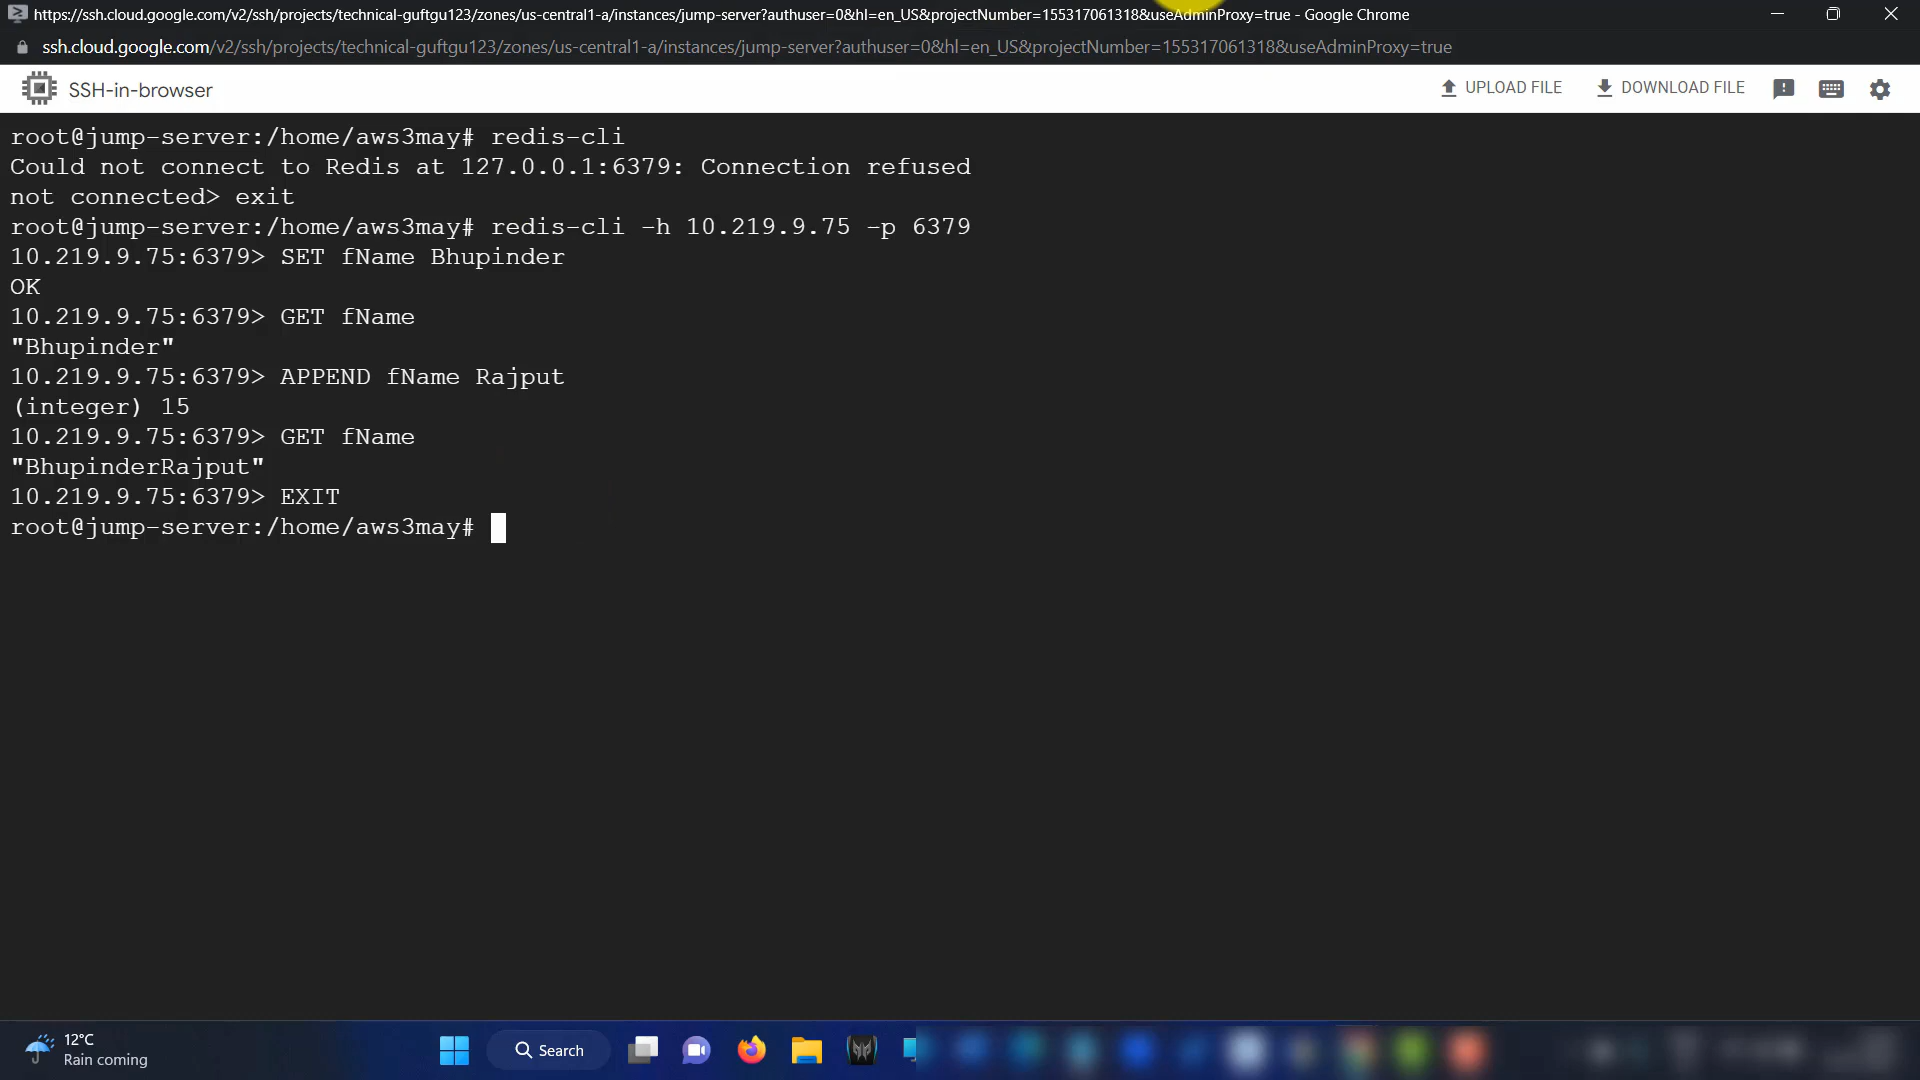 https://ssh.cloud.google.com/v2/ssh/projects/technical-guftgu123/zones/us-central1-a/instances/jump-server?authuser=0&hl=en_US&projectNumber=155317061318&useAdminProxy=true - Google Chrome
ssh.cloud.google.com/v2/ssh/projects/technical-guftgu123/zones/us-central1-a/instances/jump-server?authuser=0&hl=en_US&projectNumber=155317061318&useAdminProxy=true
SSH-in-browser UPLOAD FILE DOWNLOAD FILE
root@jump-server:/home/aws3may# redis-cli
Could not connect to Redis at 127.0.0.1:6379: Connection refused
not connected> exit
root@jump-server:/home/aws3may# redis-cli -h 10.219.9.75 -p 6379
10.219.9.75:6379> SET fName Bhupinder
OK
10.219.9.75:6379> GET fName
"Bhupinder"
10.219.9.75:6379> APPEND fName Rajput
(integer) 15
10.219.9.75:6379> GET fName
"BhupinderRajput"
10.219.9.75:6379> EXIT
root@jump-server:/home/aws3may#
12°C
Rain coming
Search